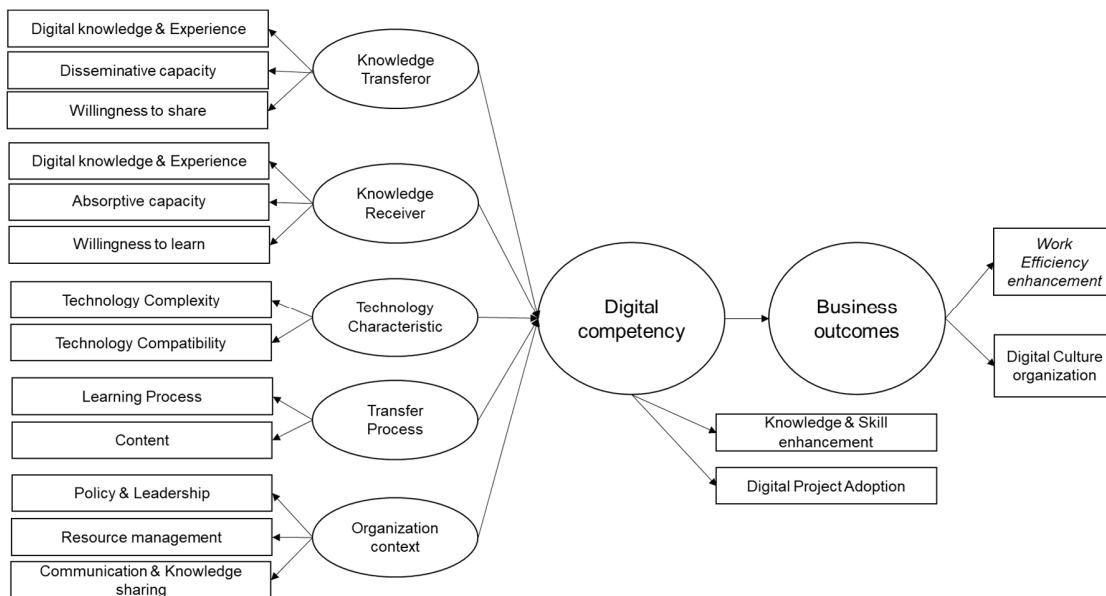 Digital knowledge & Experience
Disseminative capacity
Willingness to share
Knowledge
Transferor
Digital knowledge & Experience
Absorptive capacity
Willingness to learn
Knowledge
Receiver
Technology Complexity
Technology Compatibility
Technology
Characteristic
Learning Process
Content
Transfer
Process
Policy & Leadership
Resource management
Communication & Knowledge
sharing
Organization
context
Digital
competency
Knowledge & Skill
enhancement
Digital Project Adoption
Business
outcomes
Work
Efficiency
enhancement
Digital Culture
organization